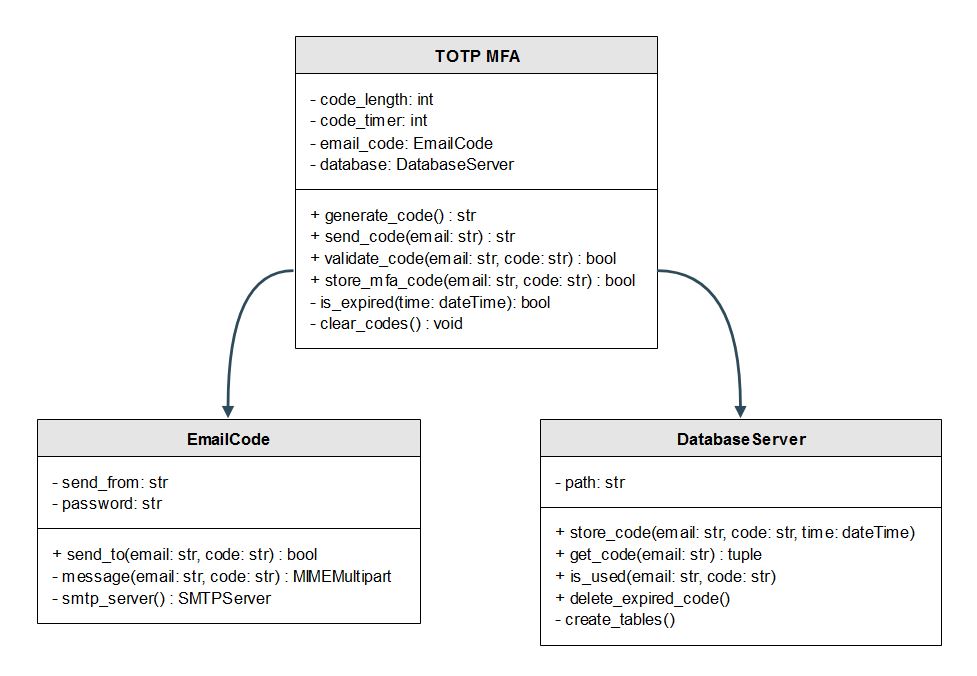 TOTP MFA
- code_length: int
- code_timer: int
- email_code: EmailCode
- database: DatabaseServer
+ generate_code() : str
+ send_code(email: str) : str
+ validate_code(email: str, code: str) : bool
+ store_mfa_code(email: str, code: str) : bool
- is_expired(time: dateTime): bool
- clear_codes() : void
EmailCode
- send_from: str
- password: str
+ send_to(email: str, code: str) : bool
- message(email: str, code: str) : MIMEMultipart
- smtp_server() : SMTPServer
DatabaseServer
- path: str
+ store_code(email: str, code: str, time: dateTime)
+ get_code(email: str) : tuple
+ is_used(email: str, code: str)
+ delete_expired_code()
- create_tables()